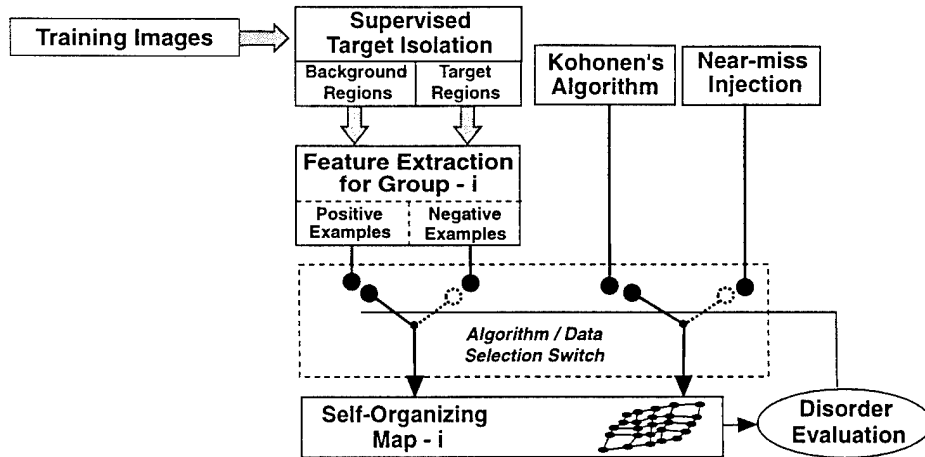 Training Images
Supervised
Target Isolation
Background
Regions
Target
Regions
Kohonen's
Algorithm
Near-miss
Injection
Feature Extraction
for Group - i
Positive
Examples
Negative
Examples
Algorithm / Data
Selection Switch
Self-Organizing
Map - i
Disorder
Evaluation